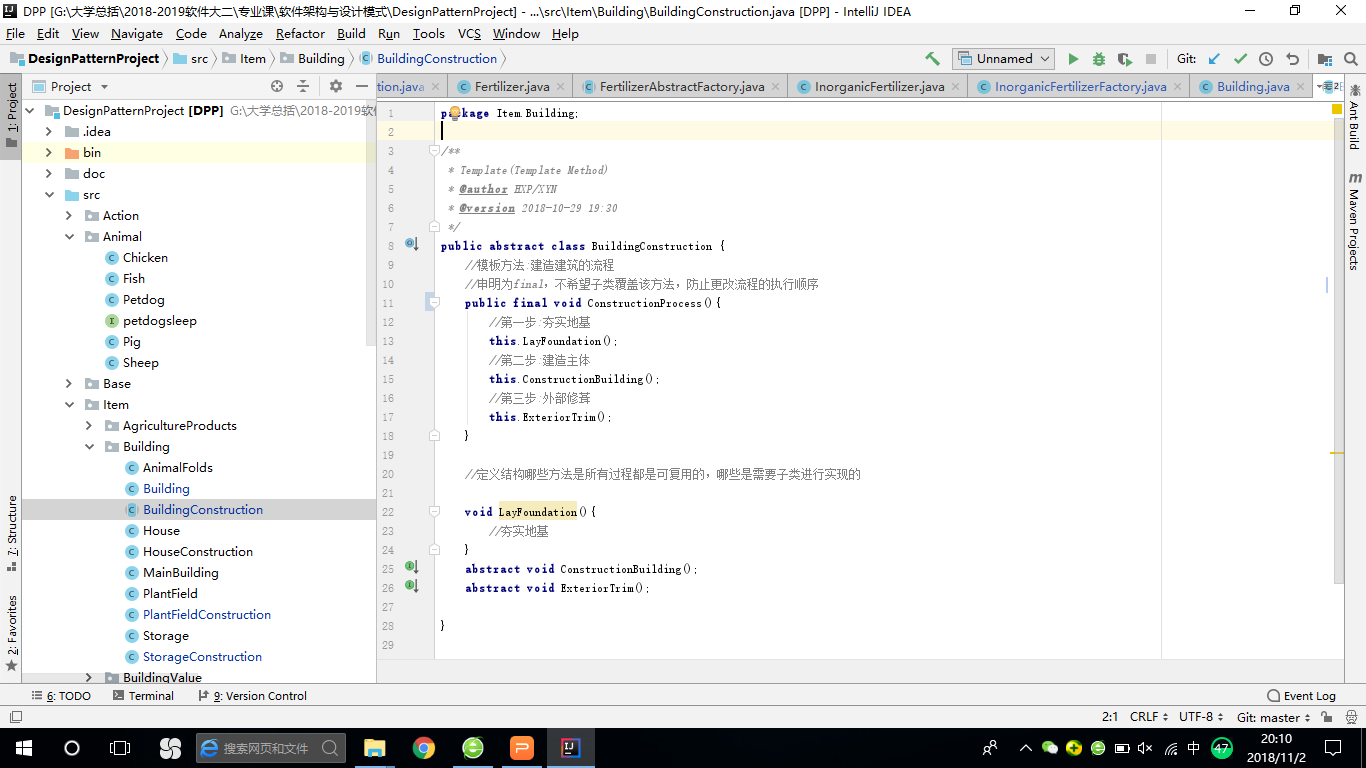 DPP [G:\大学总括\2018-2019软件大二\专业课\软件架构与设计模式\DesignPatternProject] - ...\src\Item\Building\BuildingConstruction.java [DPP] - IntelliJ IDEA
File Edit View Navigate Code Analyze Refactor Build Run Tools VCS Window Help
DesignPatternProject src Item Building BuildingConstruction Unnamed Git:
Project
tion.java Fertilizer.java FertilizerAbstractFactory.java InorganicFertilizer.java InorganicFertilizerFactory.java Building.java
1: Project
7: Structure
2: Favorites
DesignPatternProject [DPP] G:\大学总括\2018-2019软件
.idea
bin
doc
src
Action
Animal
Chicken
Fish
Petdog
petdogsleep
Pig
Sheep
Base
Item
AgricultureProducts
Building
AnimalFolds
Building
BuildingConstruction
House
HouseConstruction
MainBuilding
PlantField
PlantFieldConstruction
Storage
StorageConstruction
BuildingValue
1 package Item.Building;
2
3 /**
4 * Template(Template Method)
5 * @author HXP/XYN
6 * @version 2018-10-29 19:30
7 */
8 public abstract class BuildingConstruction {
9 //模板方法:建造建筑的流程
10 //申明为final，不希望子类覆盖该方法，防止更改流程的执行顺序
11 public final void ConstructionProcess(){
12 //第一步:夯实地基
13 this.LayFoundation();
14 //第二步:建造主体
15 this.ConstructionBuilding();
16 //第三步:外部修葺
17 this.ExteriorTrim();
18 }
19
20 //定义结构哪些方法是所有过程都是可复用的，哪些是需要子类进行实现的
21
22 void LayFoundation(){
23 //夯实地基
24 }
25 abstract void ConstructionBuilding();
26 abstract void ExteriorTrim();
27
28 }
29
Ant Build
Maven Projects
6: TODO Terminal 9: Version Control Event Log
2:1 CRLF UTF-8 Git: master
搜索网页和文件
中 47 20:10
2018/11/2